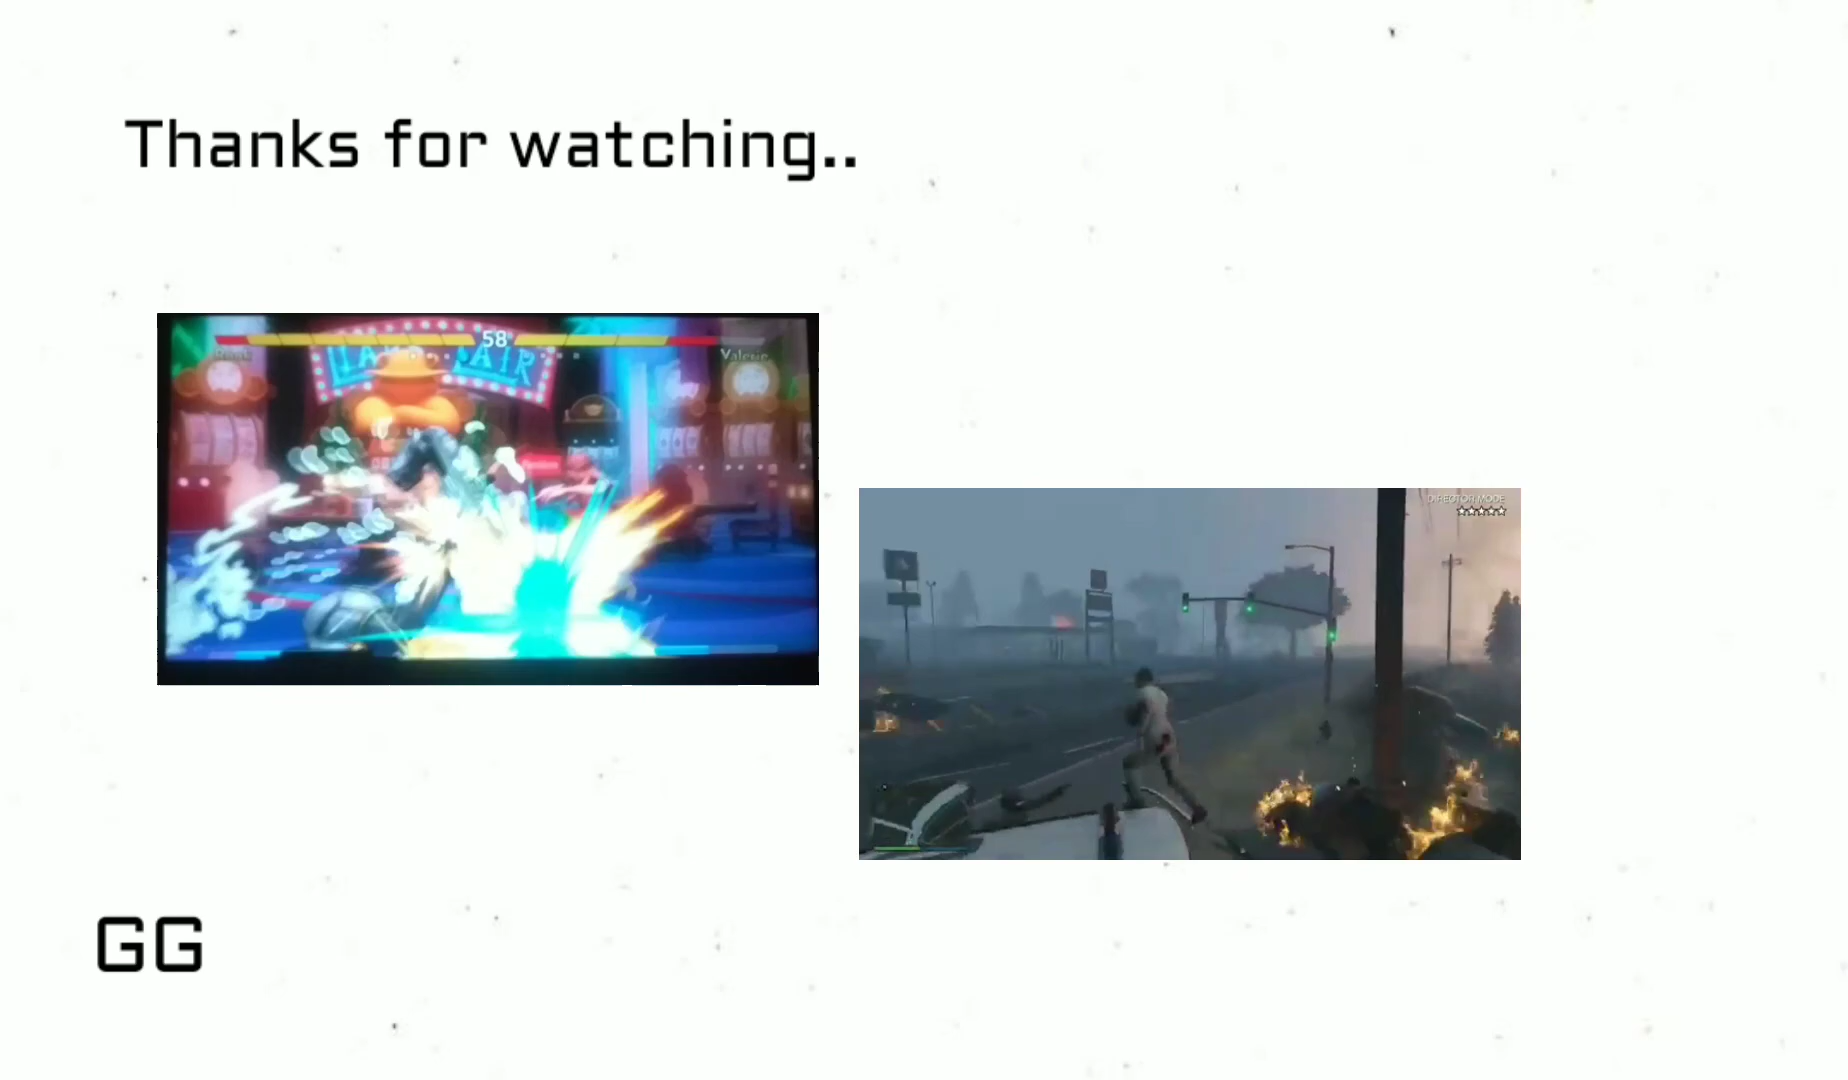 Thanks for watching..
58
Valerie
DIRECTOR MODE
GG